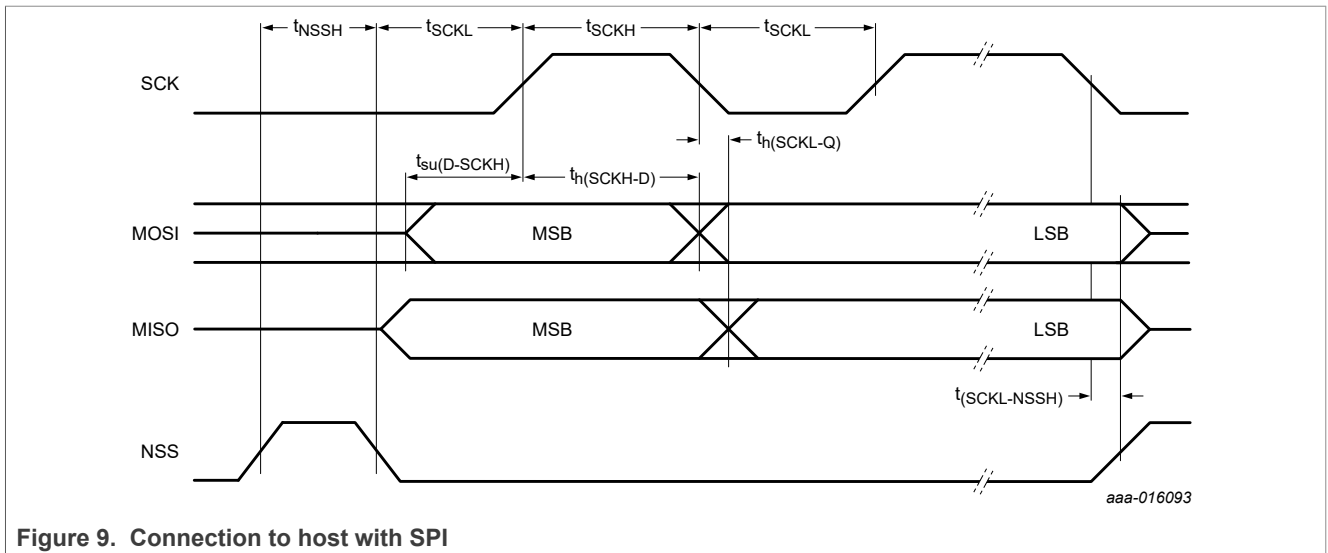 tNSSH tSCKL tSCKH tSCKL
SCK
th(SCKL-Q)
tsu(D-SCKH)
th(SCKH-D)
MOSI MSB LSB
MISO MSB LSB
t(SCKL-NSSH)
NSS
aaa-016093
Figure 9. Connection to host with SPI